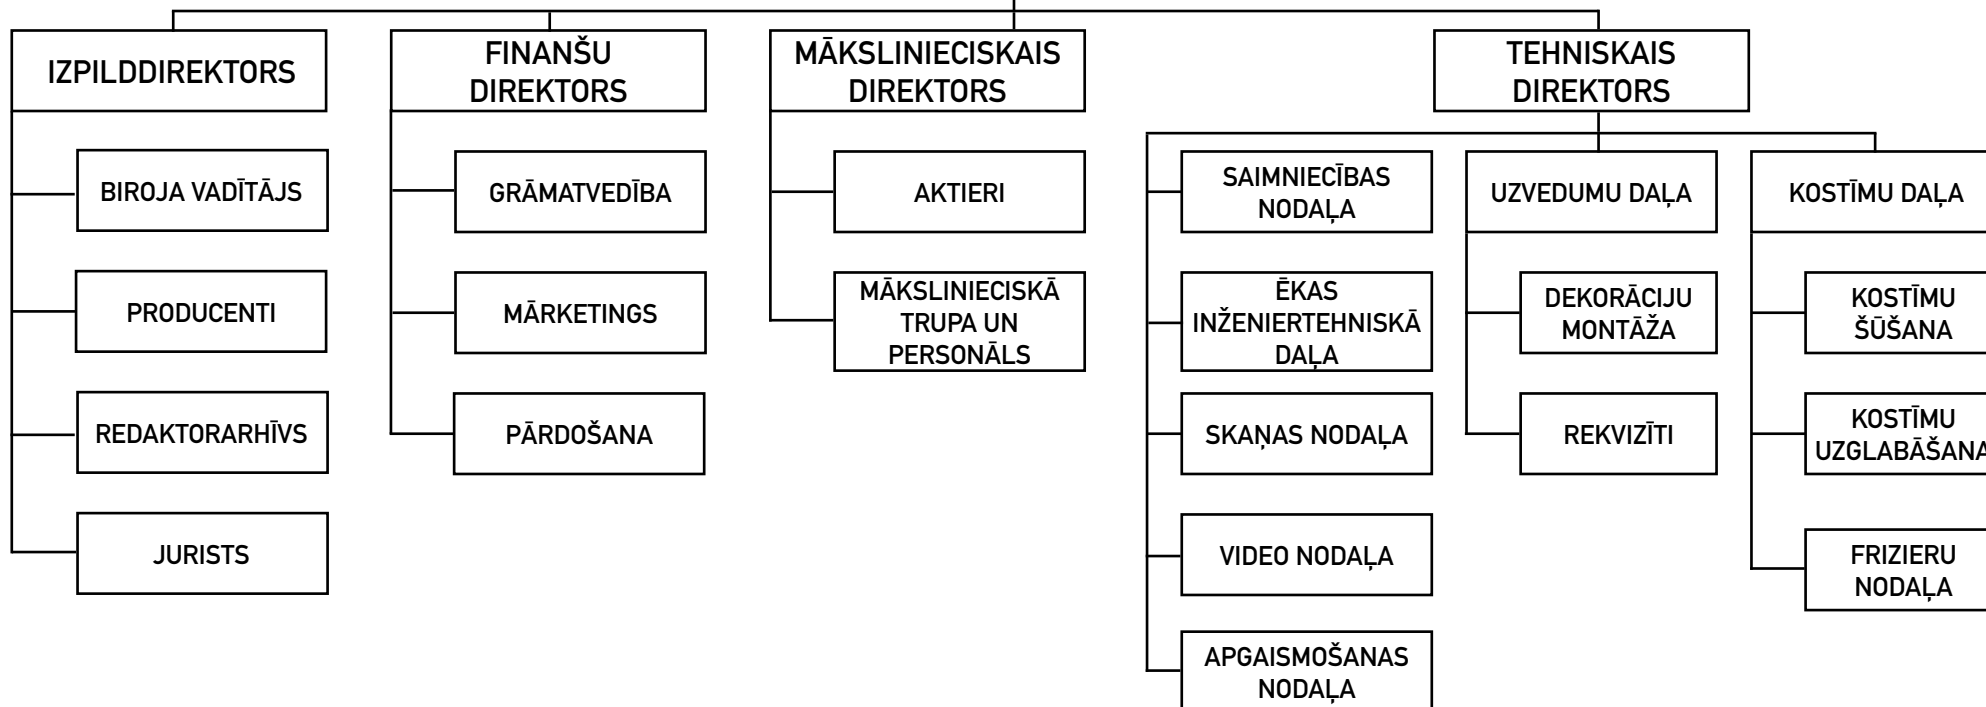 IZPILDDIREKTORS
FINANŠU
DIREKTORS
MĀKSLINIECISKAIS
DIREKTORS
TEHNISKAIS
DIREKTORS
BIROJA VADĪTĀJS
PRODUCENTI
REDAKTORARHĪVS
JURISTS
GRĀMATVEDĪBA
MĀRKETINGS
PĀRDOŠANA
AKTIERI
MĀKSLINIECISKĀ
TRUPA UN
PERSONĀLS
SAIMNIECĪBAS
NODAĻA
ĒKAS
INŽENIERTEHNISKĀ
DAĻA
SKAŅAS NODAĻA
VIDEO NODAĻA
APGAISMOŠANAS
NODAĻA
UZVEDUMU DAĻA
DEKORĀCIJU
MONTĀŽA
REKVIZĪTI
KOSTĪMU DAĻA
KOSTĪMU
ŠŪŠANA
KOSTĪMU
UZGLABĀŠANA
FRIZIERU
NODAĻA